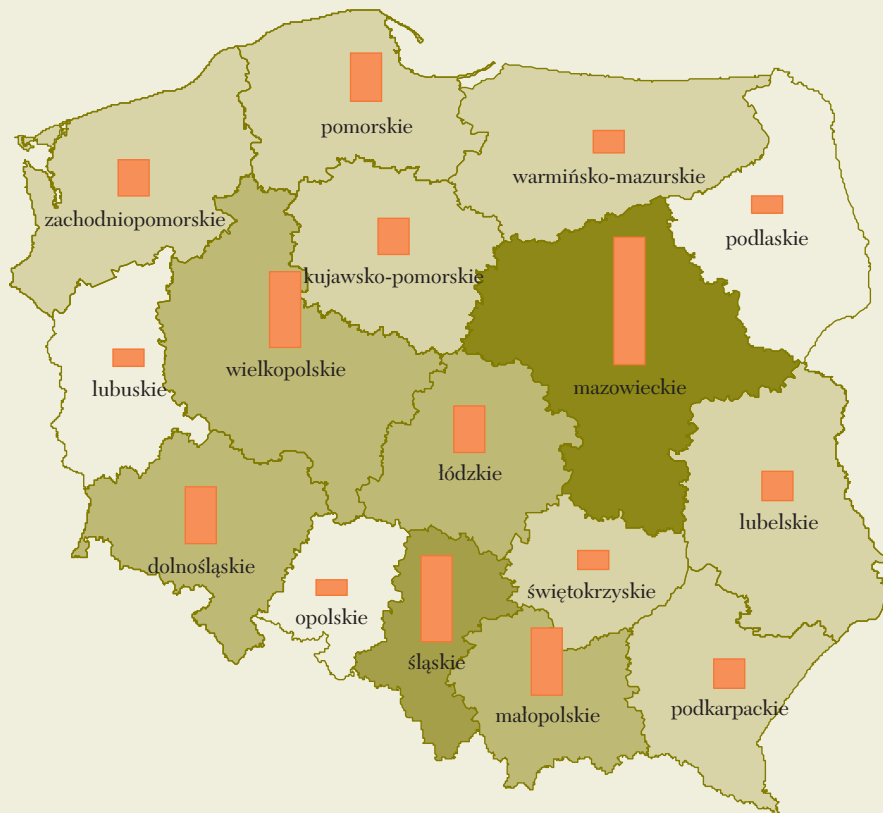 pomorskie
warmińsko-mazurskie
zachodniopomorskie
podlaskie
kujawsko-pomorskie
wielkopolskie
mazowieckie
lubuskie
łódzkie
lubelskie
dolnośląskie
świętokrzyskie
opolskie
śląskie
podkarpackie
małopolskie